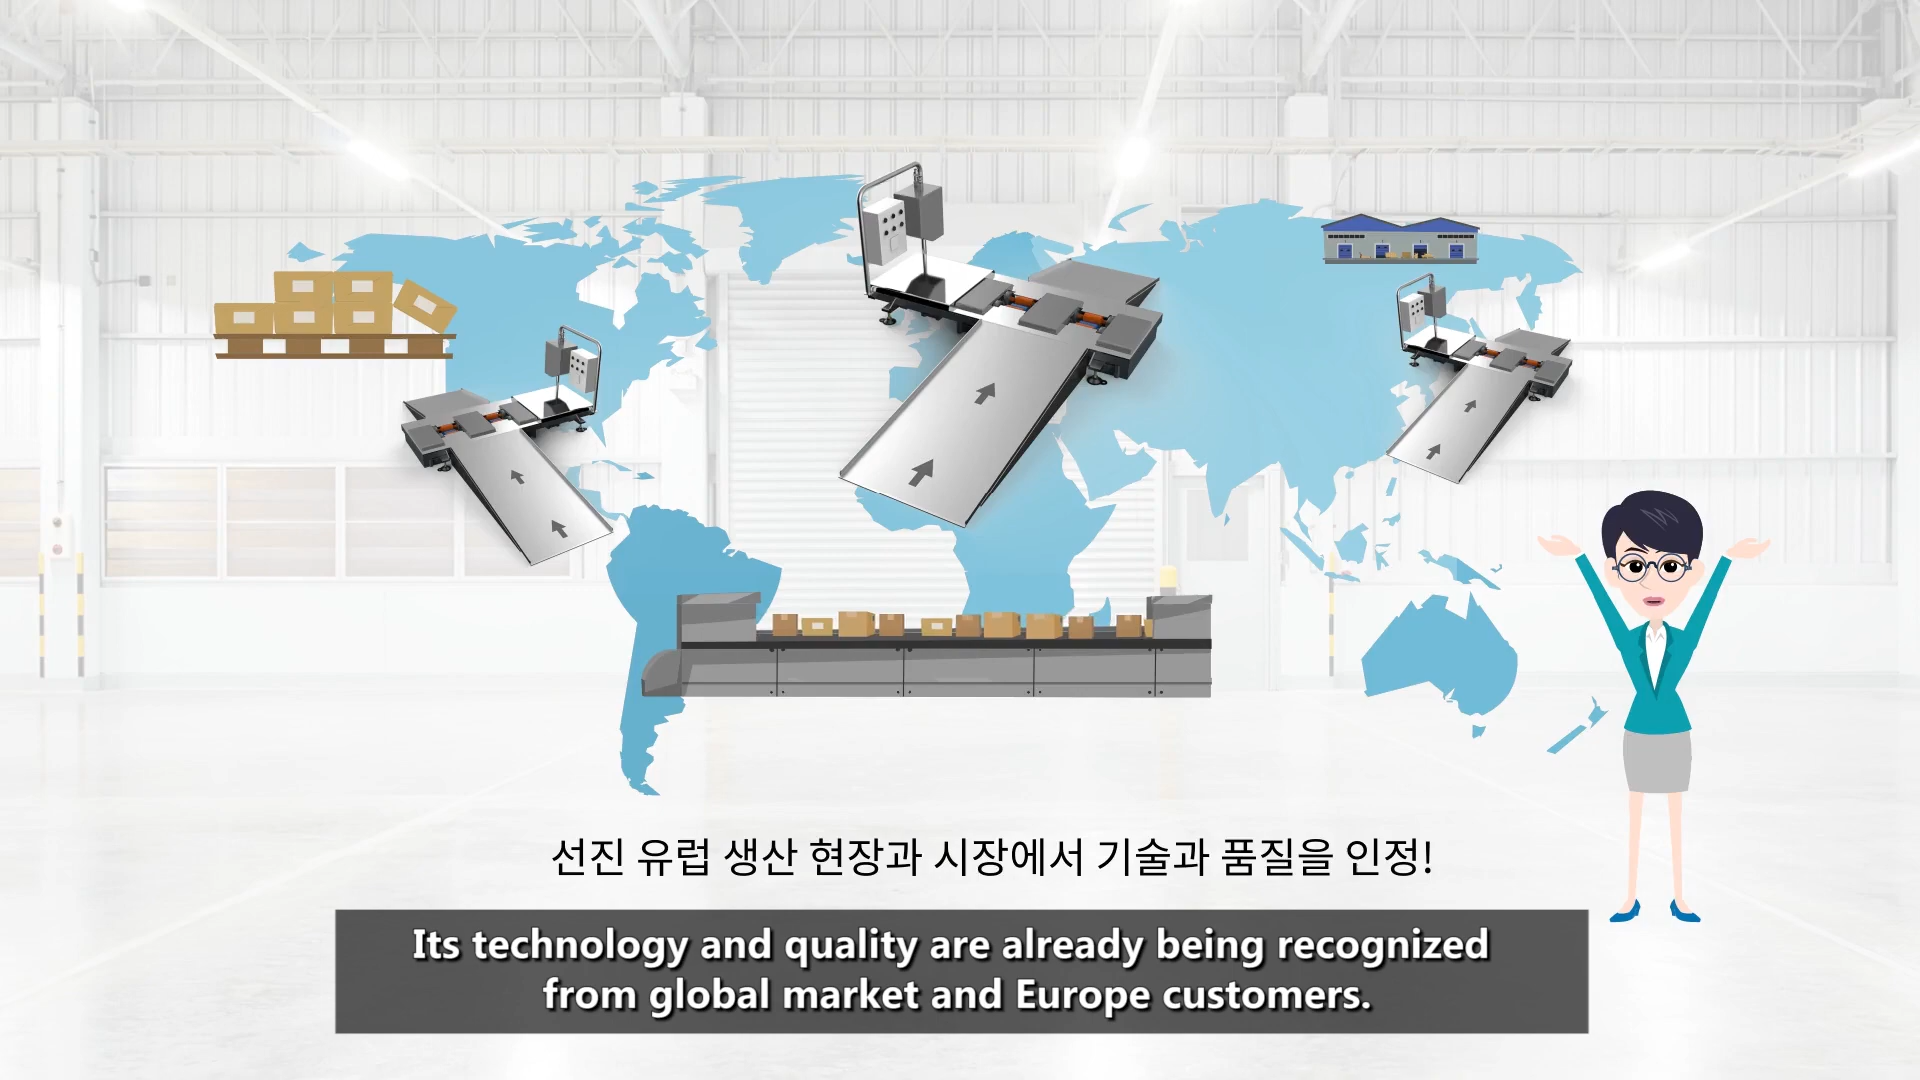 선진 유럽 생산 현장과 시장에서 기술과 품질을 인정!
Its technology and quality are already being recognized
from global market and Europe customers.